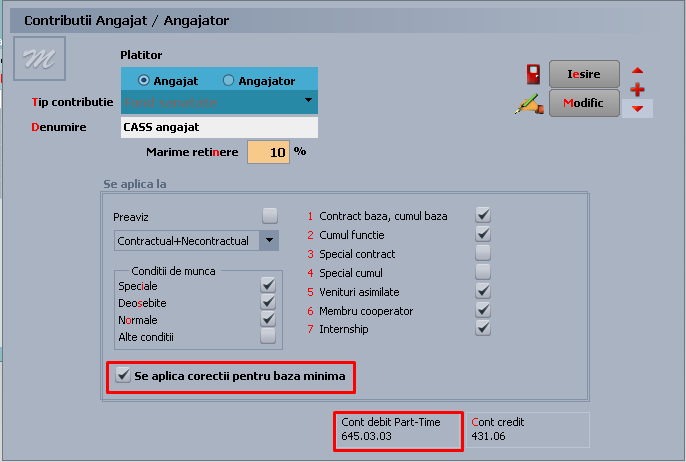 Contributii Angajat / Angajator
Platitor
Angajat Angajator
Tip contributie Fond sanatate
Denumire CASS angajat
Marime retinere 10 %
Iesire
Modific
Se aplica la
Preaviz
Contractual+Necontractual
Conditii de munca
Speciale
Deosebite
Normale
Alte conditii
1 Contract baza, cumul baza
2 Cumul functie
3 Special contract
4 Special cumul
5 Venituri asimilate
6 Membru cooperator
7 Internship
Se aplica corectii pentru baza minima
Cont debit Part-Time
645.03.03
Cont credit
431.06